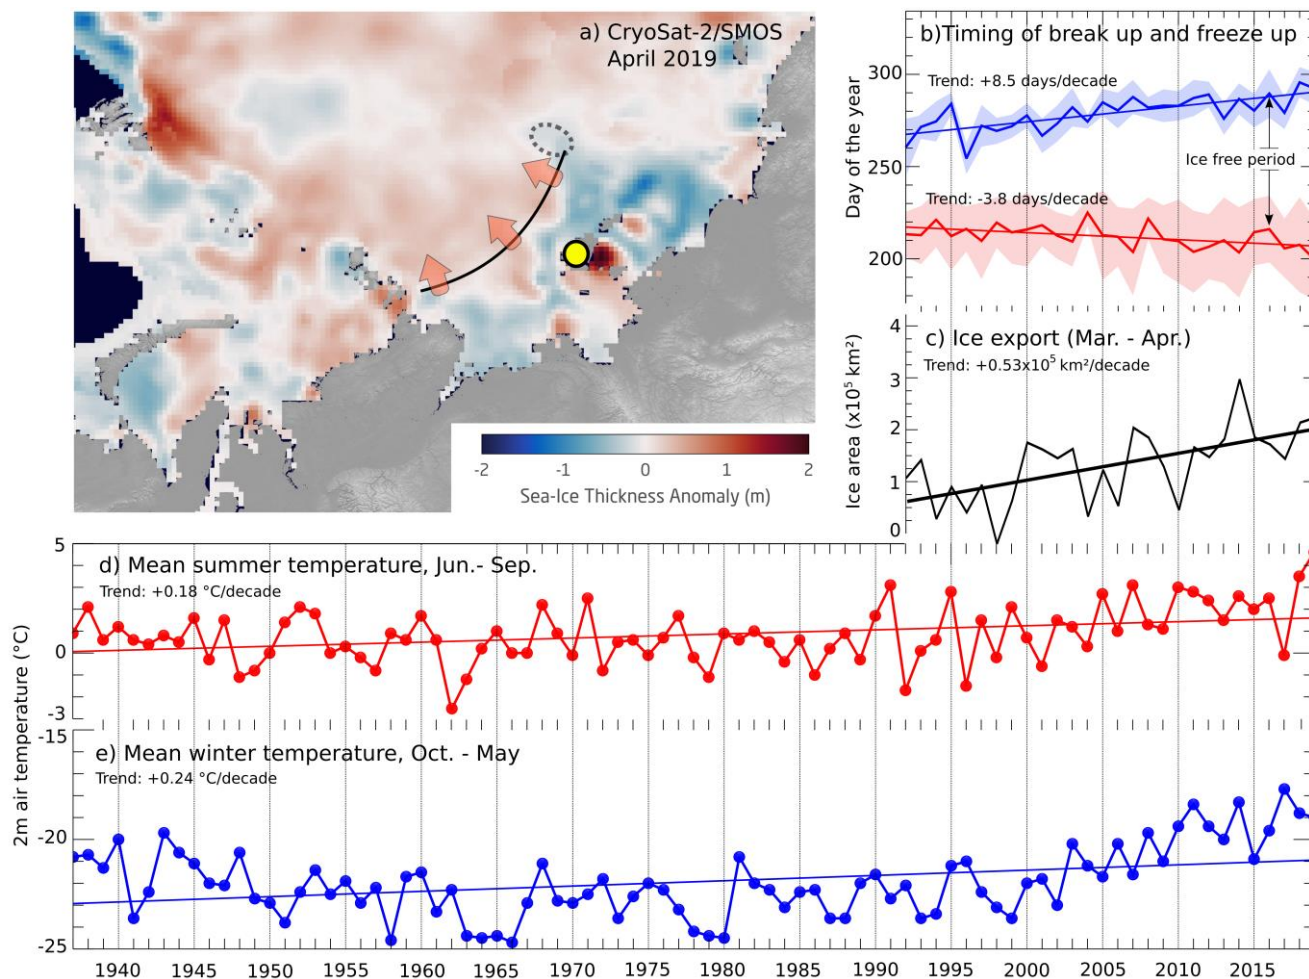 a) CryoSat-2/SMOS
April 2019
-2 -1 0 1 2
Sea-Ice Thickness Anomaly (m)
b)Timing of break up and freeze up
Trend: +8.5 days/decade
Ice free period
Trend: -3.8 days/decade
Day of the year
300
250
200
c) Ice export (Mar. - Apr.)
Trend: +0.53x10⁵ km²/decade
Ice area (x10⁵ km²)
4
3
2
1
0
d) Mean summer temperature, Jun.- Sep.
Trend: +0.18 °C/decade
5
0
-3
2m air temperature (°C)
e) Mean winter temperature, Oct. - May
Trend: +0.24 °C/decade
-15
-20
-25
1940 1945 1950 1955 1960 1965 1970 1975 1980 1985 1990 1995 2000 2005 2010 2015